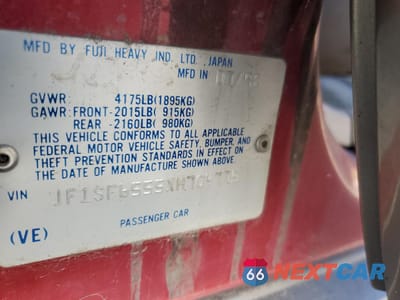 MFD BY FUJI HEAVY IND. LTD., JAPAN
MFD IN
GVWR: 4175LB(1895KG)
GAWR: FRONT-2015LB( 915KG)
REAR -2160LB( 980KG)
THIS VEHICLE CONFORMS TO ALL APPLICABLE
FEDERAL MOTOR VEHICLE SAFETY, BUMPER, AND
THEFT PREVENTION STANDARDS IN EFFECT ON
THE DATE OF MANUFACTURE SHOWN ABOVE.
VIN
PASSENGER CAR
(VE)
66 NEXTCAR